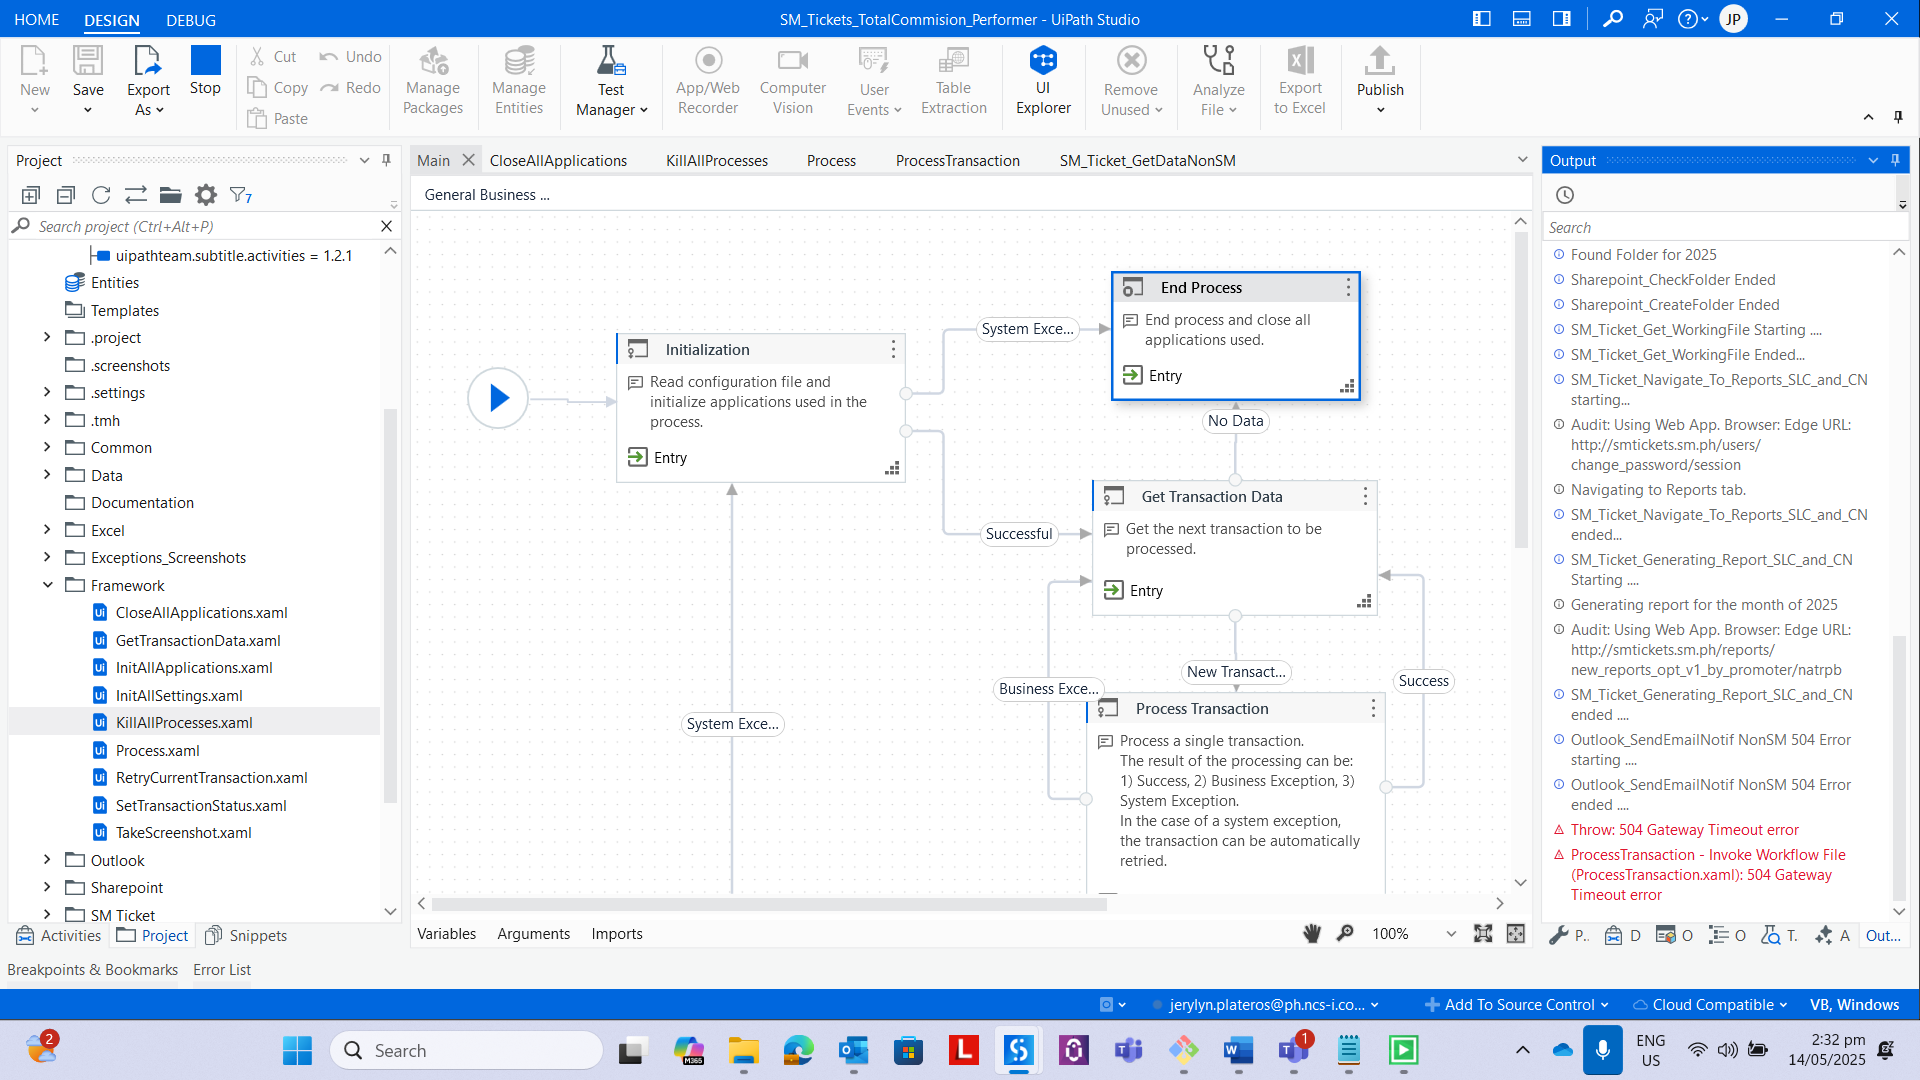 HOME
DESIGN
DEBUG
SM_Tickets_TotalCommision_Performer - UiPath Studio
JP
New
Save
Export
As
Stop
Cut
Copy
Paste
Undo
Redo
Manage
Packages
Manage
Entities
Test
Manager
App/Web
Recorder
Computer
Vision
User
Events
Table
Extraction
UI
Explorer
Remove
Unused
Analyze
File
Export
to Excel
Publish
Project
7
Search project (Ctrl+Alt+P)
uipathteam.subtitle.activities = 1.2.1
Entities
Templates
.project
.screenshots
.settings
.tmh
Common
Data
Documentation
Excel
Exceptions_Screenshots
Framework
CloseAllApplications.xaml
GetTransactionData.xaml
InitAllApplications.xaml
InitAllSettings.xaml
KillAllProcesses.xaml
Process.xaml
RetryCurrentTransaction.xaml
SetTransactionStatus.xaml
TakeScreenshot.xaml
Outlook
Sharepoint
SM Ticket
Activities
Project
Snippets
Main
CloseAllApplications
KillAllProcesses
Process
ProcessTransaction
SM_Ticket_GetDataNonSM
General Business ...
Initialization
Read configuration file and
initialize applications used in the
process.
Entry
System Exce...
End Process
End process and close all
applications used.
Entry
No Data
Successful
Get Transaction Data
Get the next transaction to be
processed.
Entry
Business Exce...
New Transact...
Success
System Exce...
Process Transaction
Process a single transaction.
The result of the processing can be:
1) Success, 2) Business Exception, 3)
System Exception.
In the case of a system exception,
the transaction can be automatically
retried.
Variables
Arguments
Imports
100%
Output
Search
Found Folder for 2025
Sharepoint_CheckFolder Ended
Sharepoint_CreateFolder Ended
SM_Ticket_Get_WorkingFile Starting ....
SM_Ticket_Get_WorkingFile Ended...
SM_Ticket_Navigate_To_Reports_SLC_and_CN
starting...
Audit: Using Web App. Browser: Edge URL:
http://smtickets.sm.ph/users/
change_password/session
Navigating to Reports tab.
SM_Ticket_Navigate_To_Reports_SLC_and_CN
ended...
SM_Ticket_Generating_Report_SLC_and_CN
Starting ....
Generating report for the month of 2025
Audit: Using Web App. Browser: Edge URL:
http://smtickets.sm.ph/reports/
new_reports_opt_v1_by_promoter/natrpb
SM_Ticket_Generating_Report_SLC_and_CN
ended ....
Outlook_SendEmailNotif NonSM 504 Error
starting ....
Outlook_SendEmailNotif NonSM 504 Error
ended ....
Throw: 504 Gateway Timeout error
ProcessTransaction - Invoke Workflow File
(ProcessTransaction.xaml): 504 Gateway
Timeout error
P..
D
O
O
T.
A
Out...
Breakpoints & Bookmarks
Error List
jerylyn.plateros@ph.ncs-i.co...
Add To Source Control
Cloud Compatible
VB, Windows
2
Search
M365
L
1
ENG
US
2:32 pm
14/05/2025